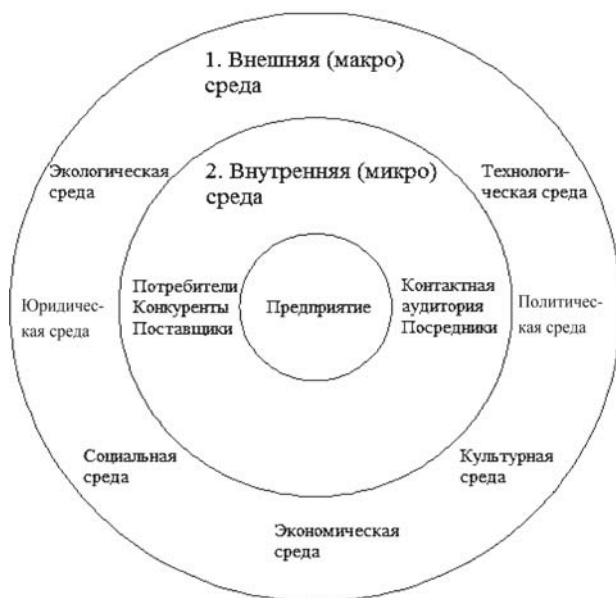 1. Внешняя (макро)
среда
Экологическая
среда
2. Внутренняя (микро)
среда
Технологи-
ческая среда
Юридичес-
кая среда
Потребители
Конкуренты
Поставщики
Предприятие
Контактная
аудитория
Посредники
Политичес-
кая среда
Социальная
среда
Культурная
среда
Экономическая
среда